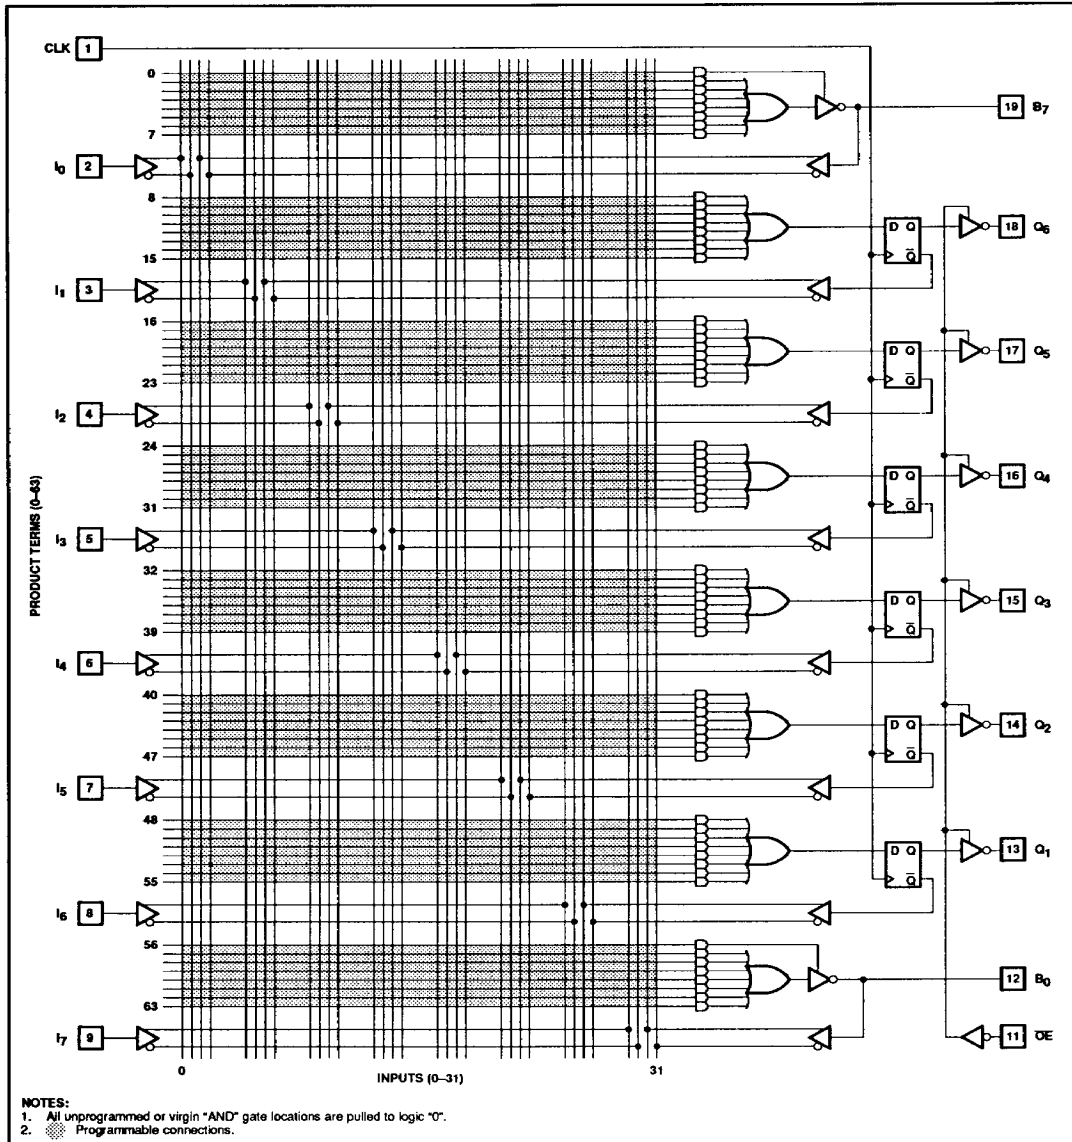 CLK 1
0
7
19 B7
I0 2
8
15
18 Q6
D Q
Q̅
I1 3
16
23
17 Q5
D Q
Q̅
I2 4
24
31
16 Q4
D Q
Q̅
I3 5
PRODUCT TERMS (0–63)
32
39
15 Q3
D Q
Q̅
I4 6
40
47
14 Q2
D Q
Q̅
I5 7
48
55
13 Q1
D Q
Q̅
I6 8
56
63
12 B0
I7 9
11 O̅E̅
0
INPUTS (0–31)
31
NOTES:
1. All unprogrammed or virgin "AND" gate locations are pulled to logic "0".
2. Programmable connections.